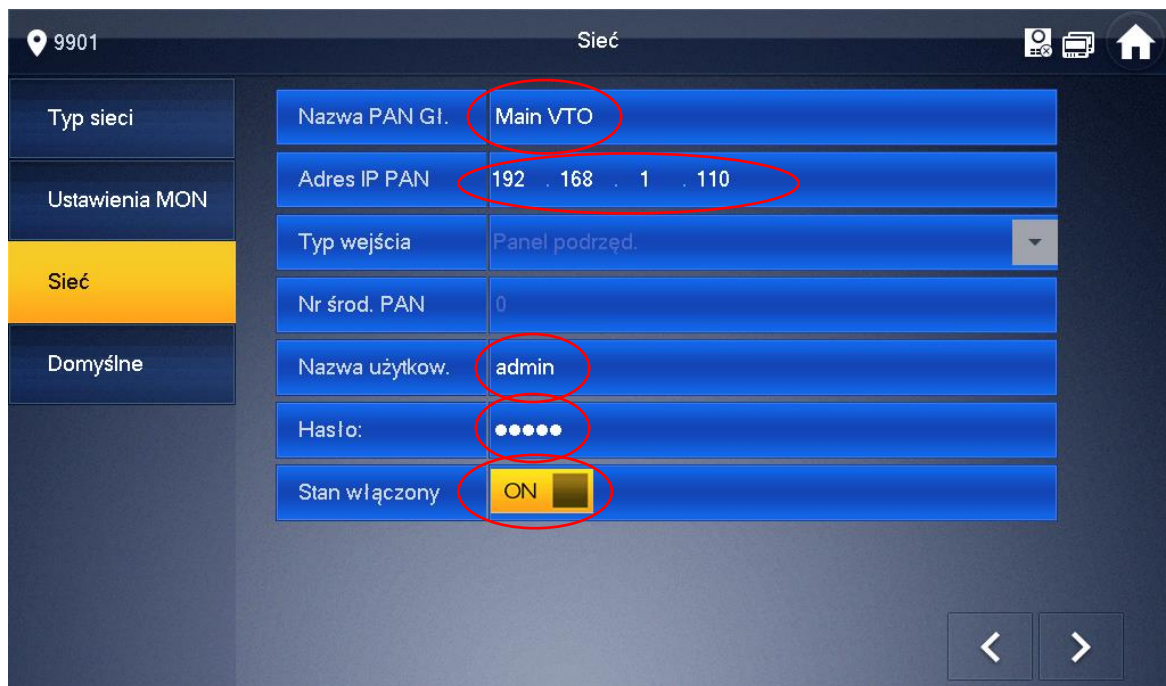 9901
Sieć
Typ sieci
Ustawienia MON
Sieć
Domyślne
Nazwa PAN Gł. Main VTO
Adres IP PAN 192 . 168 . 1 . 110
Typ wejścia Panel podrzęd.
Nr środ. PAN 0
Nazwa użytkow. admin
Hasło: ●●●●●
Stan włączony ON